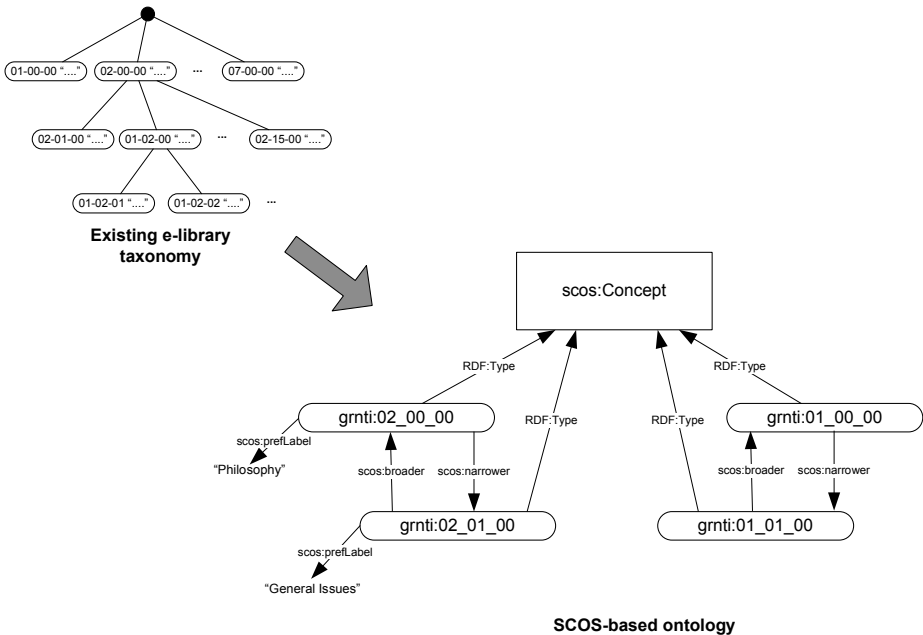 01-00-00 “....”
02-00-00 “....”
...
07-00-00 “....”
02-01-00 “....”
01-02-00 “....”
...
02-15-00 “....”
01-02-01 “....”
01-02-02 “....”
...
Existing e-library
taxonomy
scos:Concept
RDF:Type
RDF:Type
RDF:Type
RDF:Type
grnti:02_00_00
grnti:01_00_00
scos:prefLabel
“Philosophy”
scos:broader
scos:narrower
scos:broader
scos:narrower
grnti:02_01_00
grnti:01_01_00
scos:prefLabel
“General Issues”
SCOS-based ontology